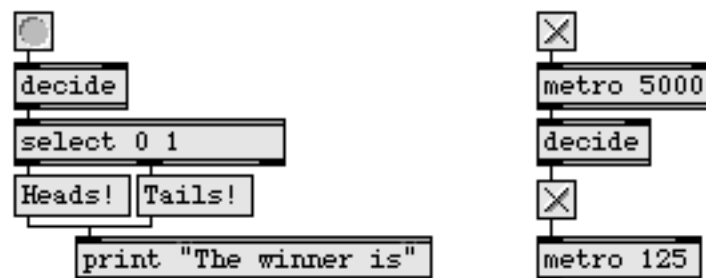 decide
select 0 1
Heads!
Tails!
print "The winner is"
metro 5000
decide
metro 125